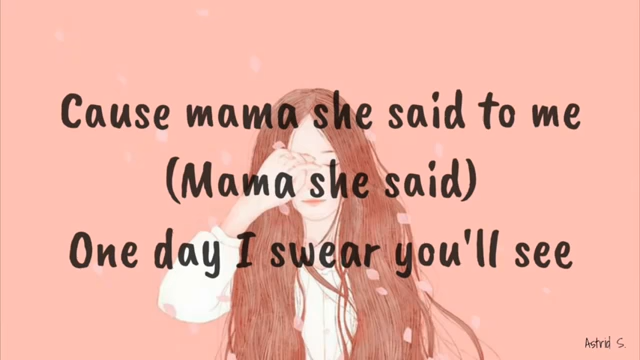 Cause mama she said to me
(Mama she said)
One day I swear you'll see
Astrid S.